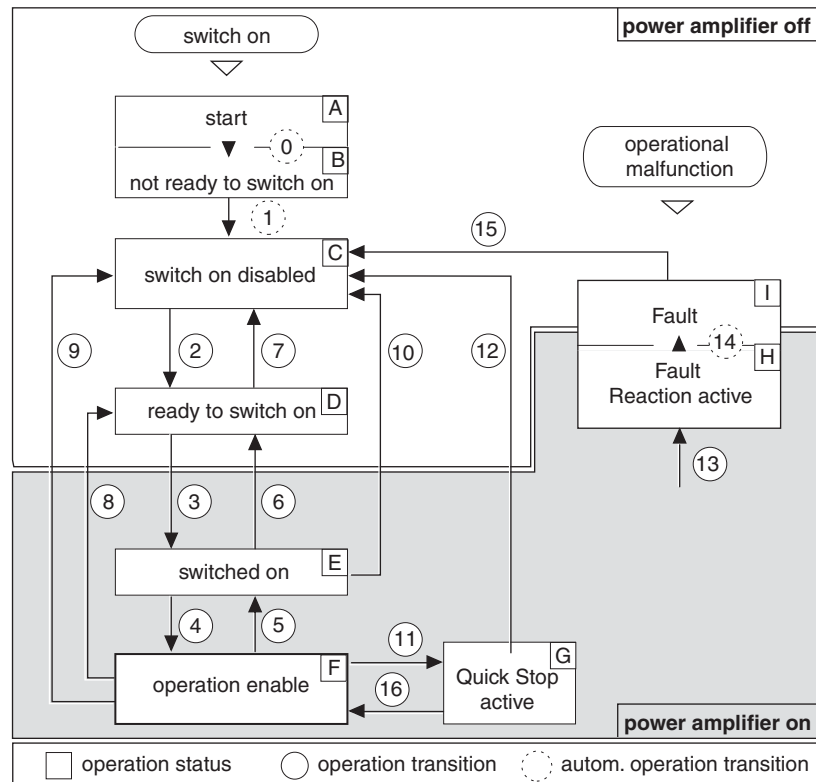 switch on
power amplifier off
A
start
0
B
not ready to switch on
operational
malfunction
1
15
C
switch on disabled
I
9
2
7
10
12
Fault
14
H
Fault
Reaction active
D
ready to switch on
13
8
3
6
E
switched on
4
5
11
F
operation enable
G
Quick Stop
active
16
power amplifier on
operation status
operation transition
autom. operation transition